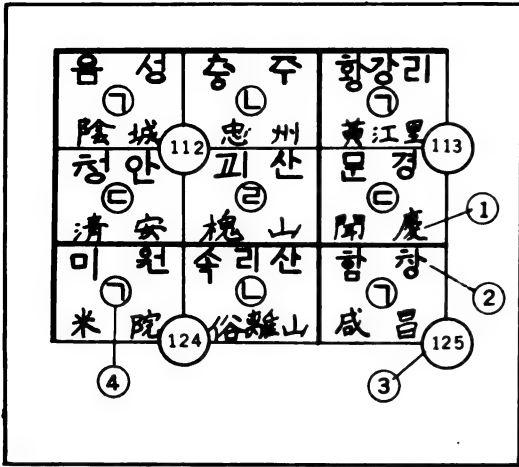 음 성 충 주 황강리
ㄱ ㄴ ㄱ
陰 城 忠 州 黃江里
112 113
청 안 괴 산 문 경
ㄷ ㄹ ㄷ
淸 安 槐 山 聞 慶
①
미 원 속 리 산 함 창
②
ㄱ ㄴ ㄱ
米 院 俗離山 咸 昌
124 125
④ ③